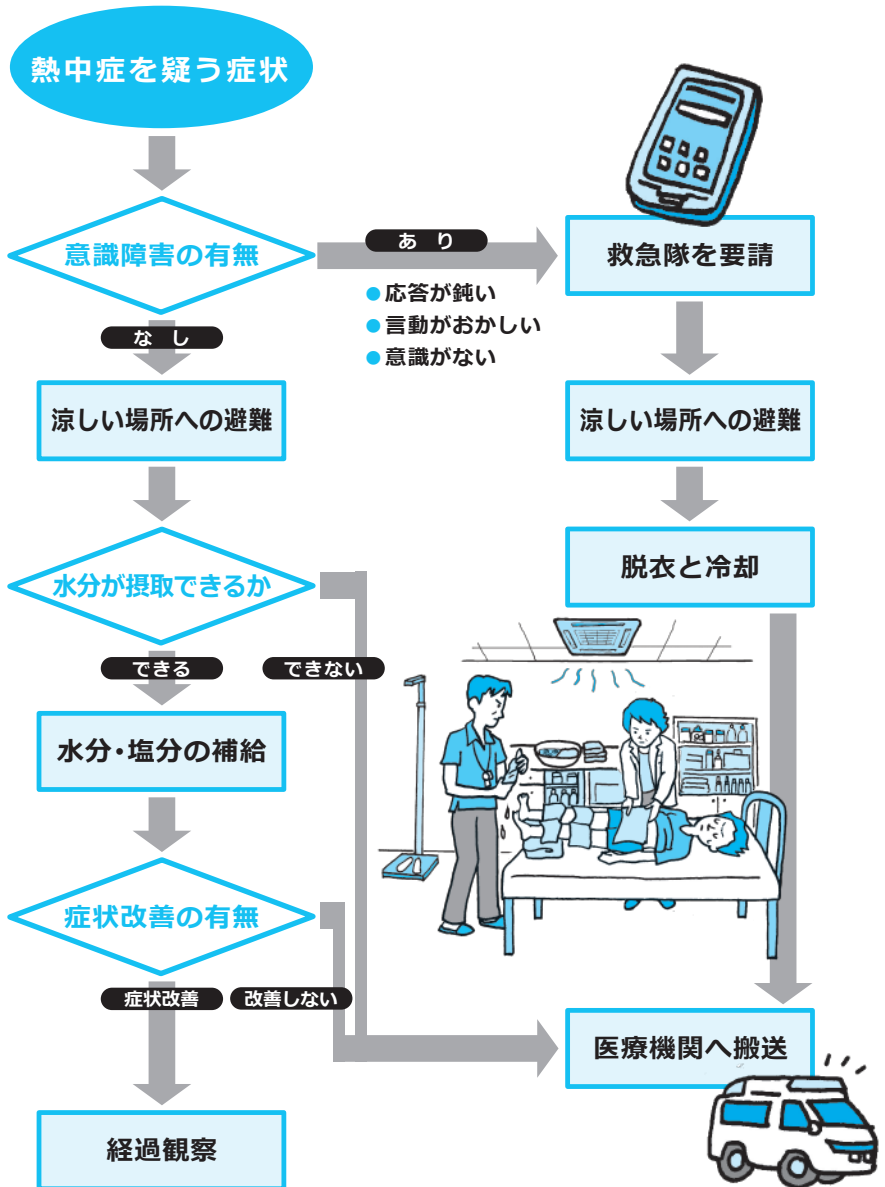 熱中症を疑う症状
意識障害の有無
あり
救急隊を要請
●応答が鈍い
●言動がおかしい
●意識がない
なし
涼しい場所への避難
涼しい場所への避難
水分が摂取できるか
脱衣と冷却
できる
できない
水分・塩分の補給
症状改善の有無
症状改善
改善しない
医療機関へ搬送
経過観察